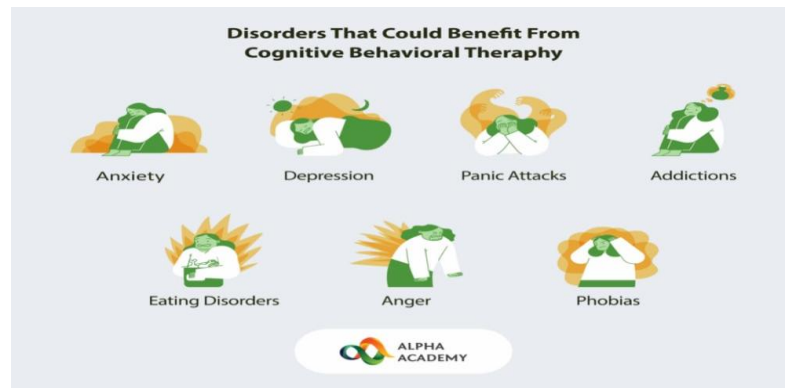 Disorders That Could Benefit From
Cognitive Behavioral Theraphy
Anxiety
Depression
Panic Attacks
Addictions
Eating Disorders
Anger
Phobias
ALPHA
ACADEMY